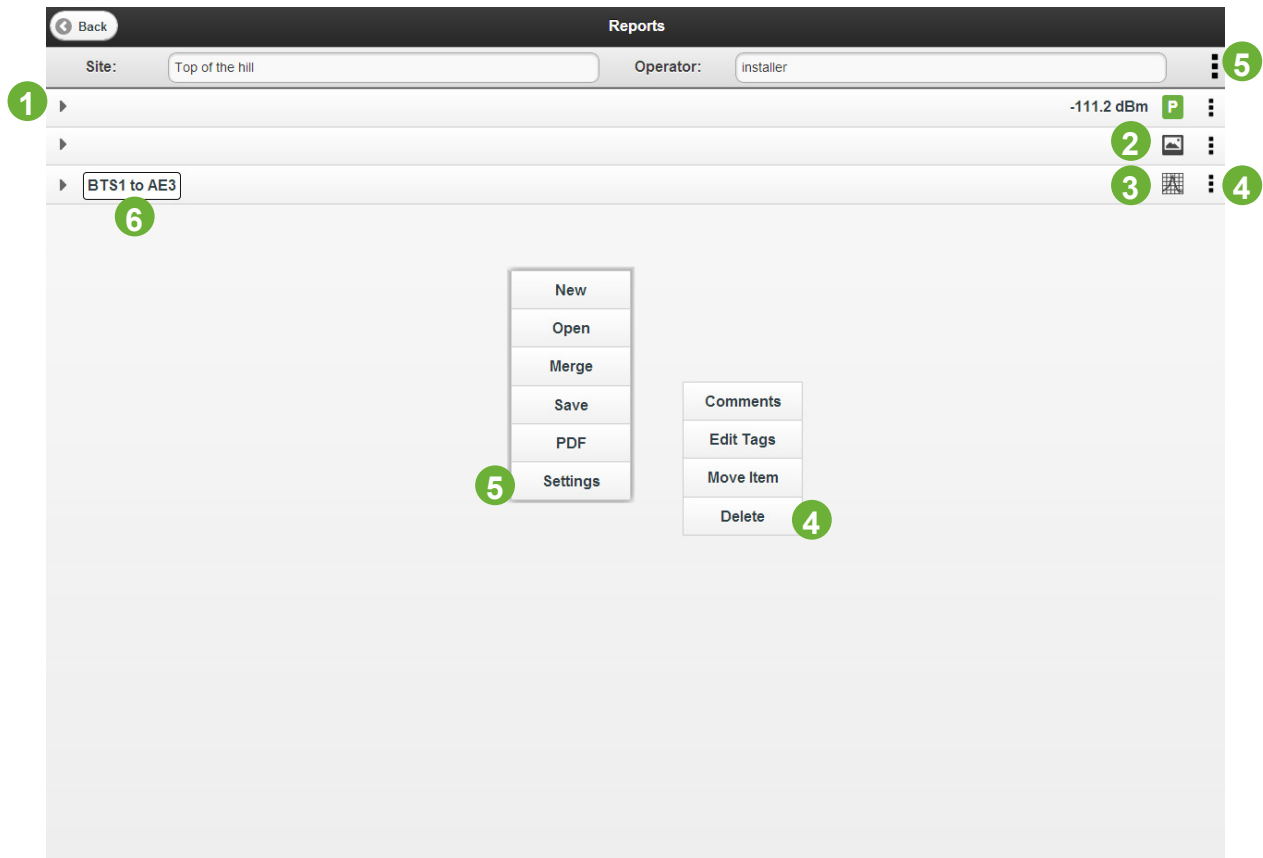 Back
Reports
Site: Top of the hill Operator: installer 5
1 -111.2 dBm P
2
BTS1 to AE3 3 4
6
New
Open
Merge
Save
PDF
5 Settings
Comments
Edit Tags
Move Item
Delete 4